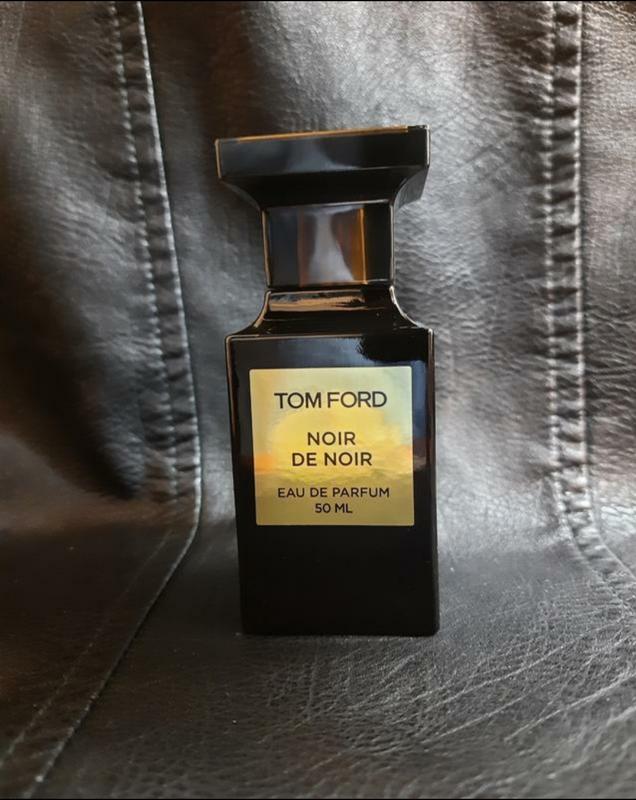 TOM FORD
NOIR
DE NOIR
EAU DE PARFUM
50 ML